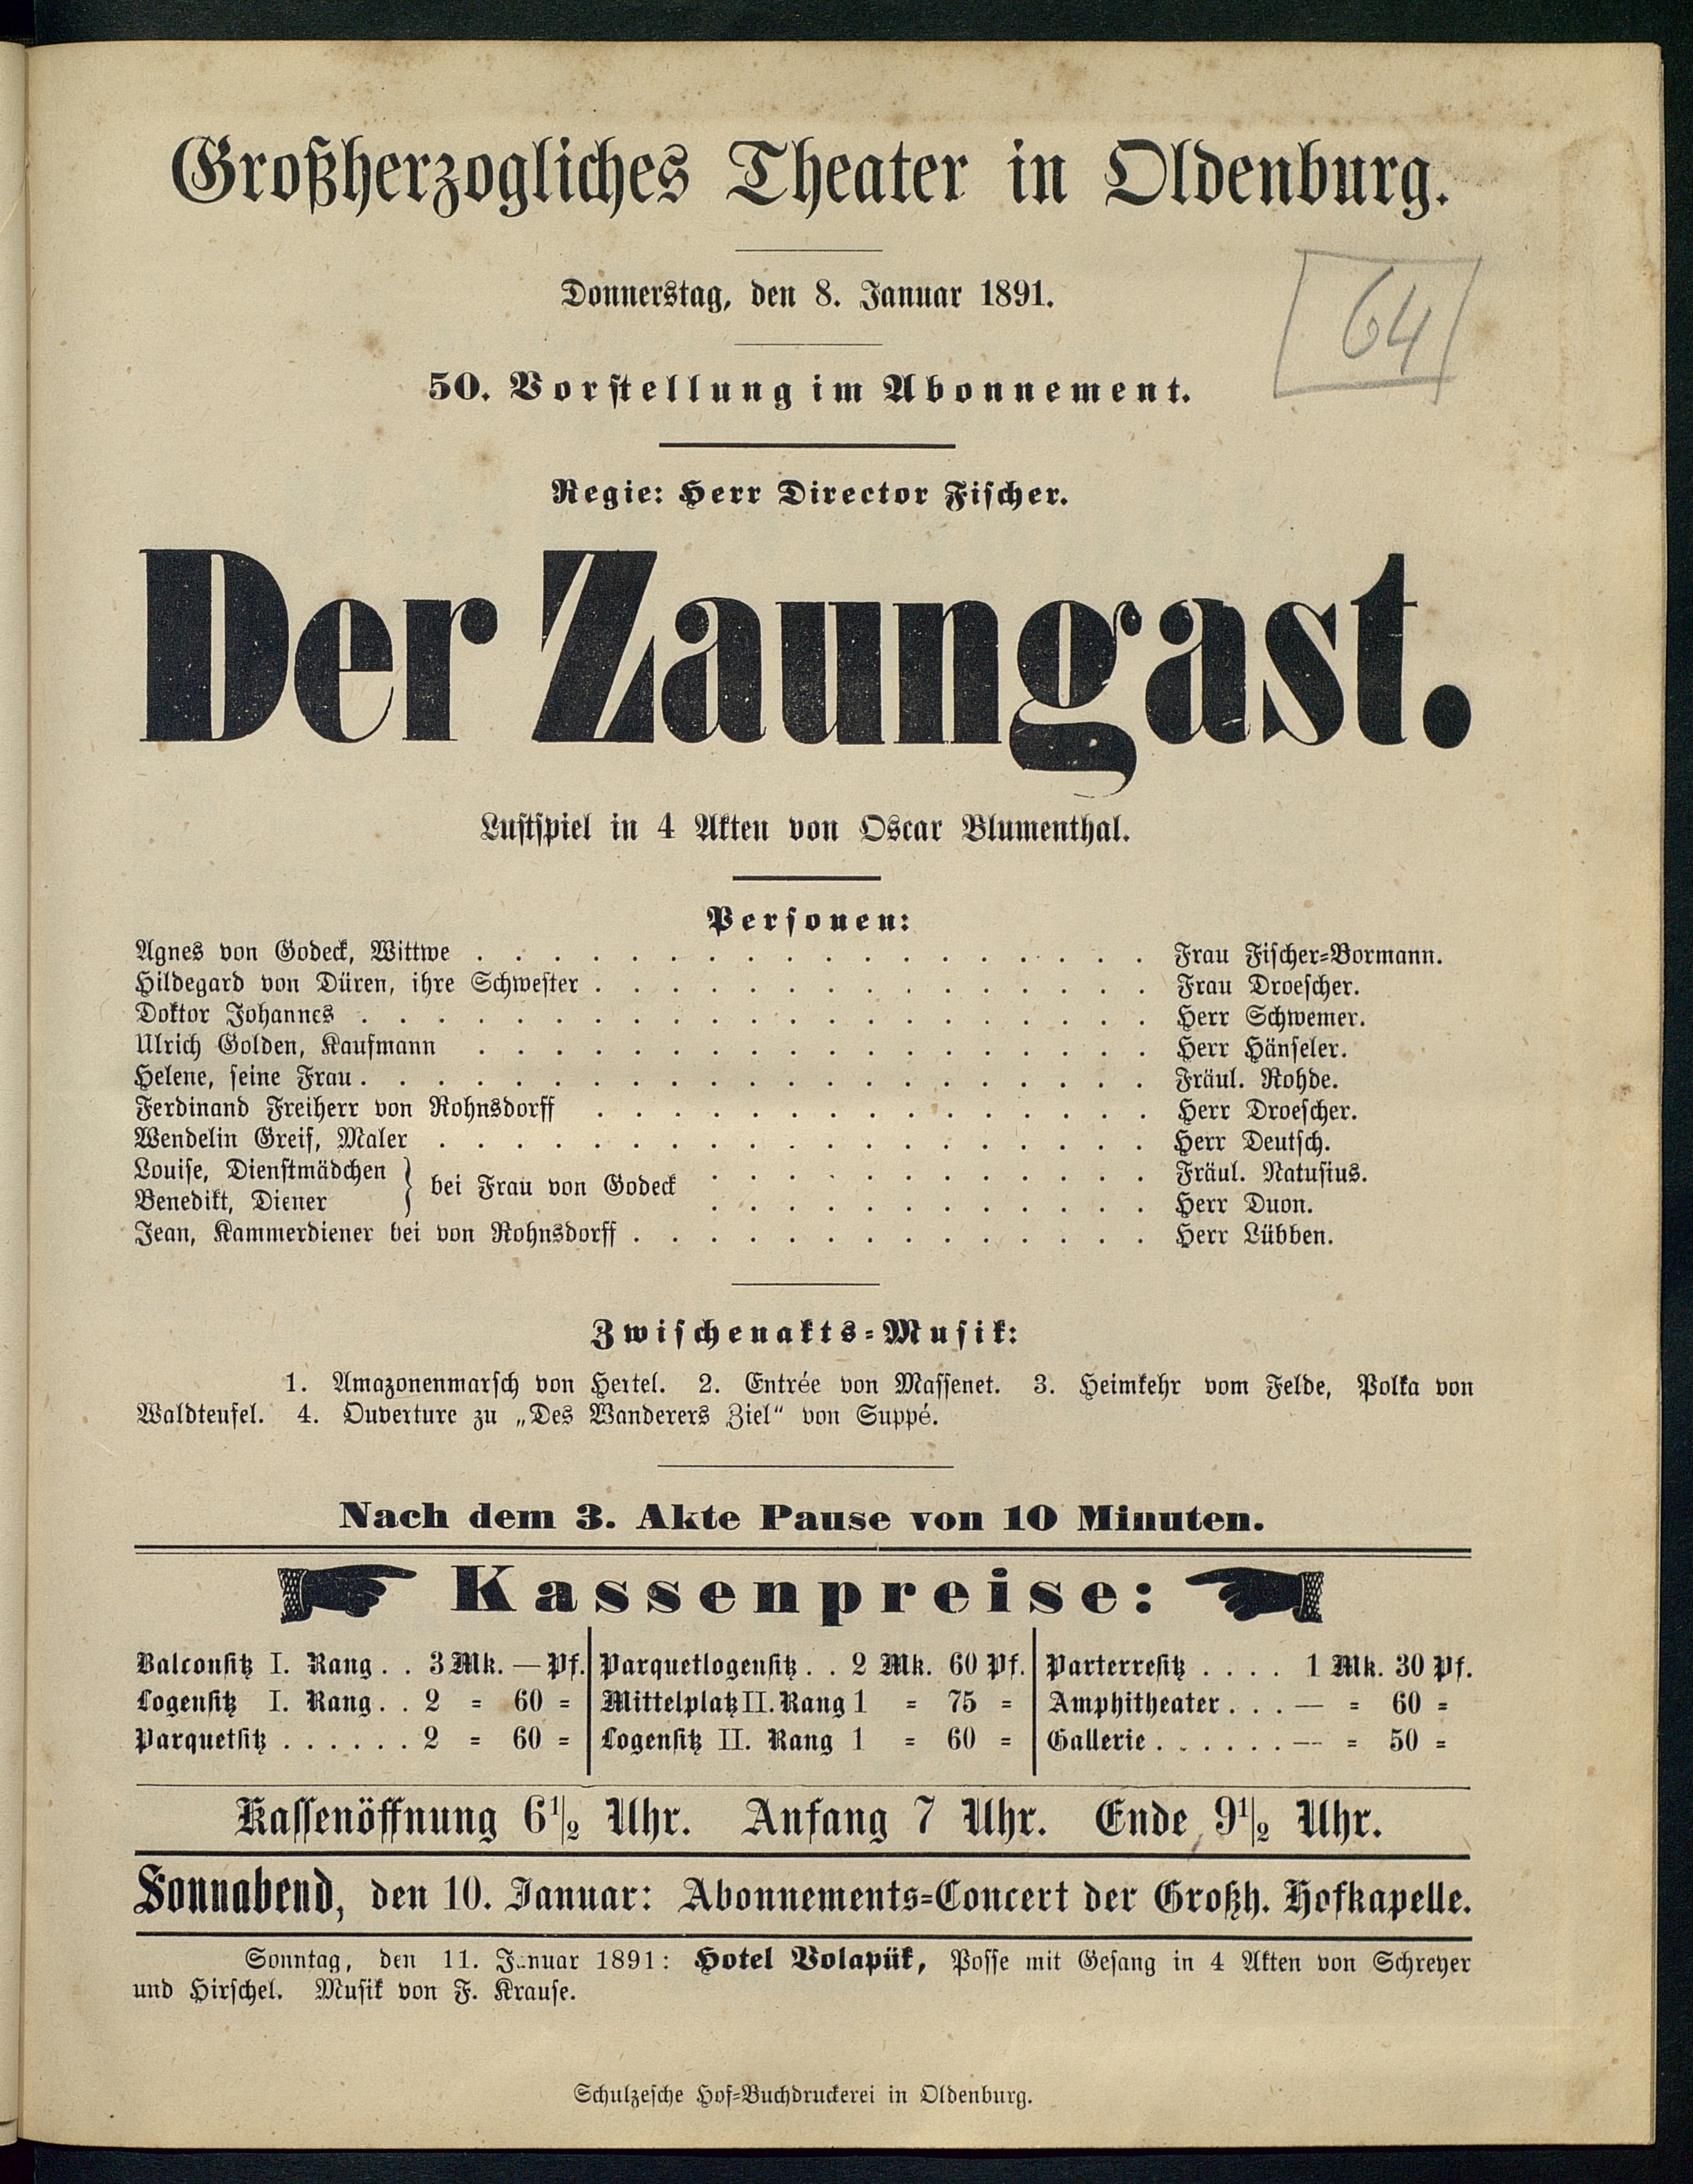 Großherzogliches Theater in Oldenburg.
Donnerstag, den 8. Januar 1891.
64
50. Vorstellung im Abonnement.
Regie: Herr Director Fischer.
Der Zaungast.
Lustspiel in 4 Akten von Oscar Blumenthal.
Personen:
Agnes von Godeck, Wittwe . . . . . . . . . . . . . . . . . . Frau Fischer-Bormann.
Hildegard von Düren, ihre Schwester . . . . . . . . . . . . . . . Frau Droescher.
Doktor Johannes . . . . . . . . . . . . . . . . . . . . . Herr Schwemer.
Ulrich Golden, Kaufmann . . . . . . . . . . . . . . . . . . Herr Hänseler.
Helene, seine Frau . . . . . . . . . . . . . . . . . . . . . Fräul. Rohde.
Ferdinand Freiherr von Rohnsdorff . . . . . . . . . . . . . . . Herr Droescher.
Wendelin Greif, Maler . . . . . . . . . . . . . . . . . . . Herr Deutsch.
Louise, Dienstmädchen } bei Frau von Godeck . . . . . . . . . . . . Fräul. Natusius.
Benedikt, Diener . . . . . . . . . . . . Herr Duon.
Jean, Kammerdiener bei von Rohnsdorff . . . . . . . . . . . . . . Herr Lübben.
Zwischenakts-Musik:
1. Amazonenmarsch von Hertel. 2. Entrée von Massenet. 3. Heimkehr vom Felde, Polka von
Waldteufel. 4. Ouverture zu „Des Wanderers Ziel“ von Suppé.
Nach dem 3. Akte Pause von 10 Minuten.
Kassenpreise:
Balconsitz I. Rang . . 3 Mk. — Pf. Parquetlogensitz . . 2 Mk. 60 Pf. Parterresitz . . . . 1 Mk. 30 Pf.
Logensitz I. Rang . . 2 = 60 = Mittelplatz II. Rang 1 = 75 = Amphitheater . . . — = 60 =
Parquetsitz . . . . . . 2 = 60 = Logensitz II. Rang 1 = 60 = Gallerie . . . . . . — = 50 =
Kassenöffnung 6½ Uhr. Anfang 7 Uhr. Ende 9½ Uhr.
Sonnabend, den 10. Januar: Abonnements-Concert der Großh. Hofkapelle.
Sonntag, den 11. Januar 1891: Hotel Volapük, Posse mit Gesang in 4 Akten von Schreyer
und Hirschel. Musik von F. Krause.
Schulzesche Hof-Buchdruckerei in Oldenburg.